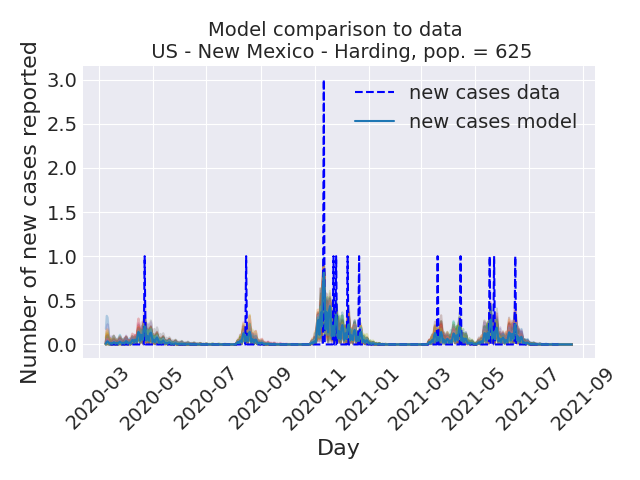 Model comparison to data
US - New Mexico - Harding, pop. = 625
Number of new cases reported
3.0
2.5
2.0
1.5
1.0
0.5
0.0
new cases data
new cases model
2020-03
2020-05
2020-07
2020-09
2020-11
2021-01
2021-03
2021-05
2021-07
2021-09
Day